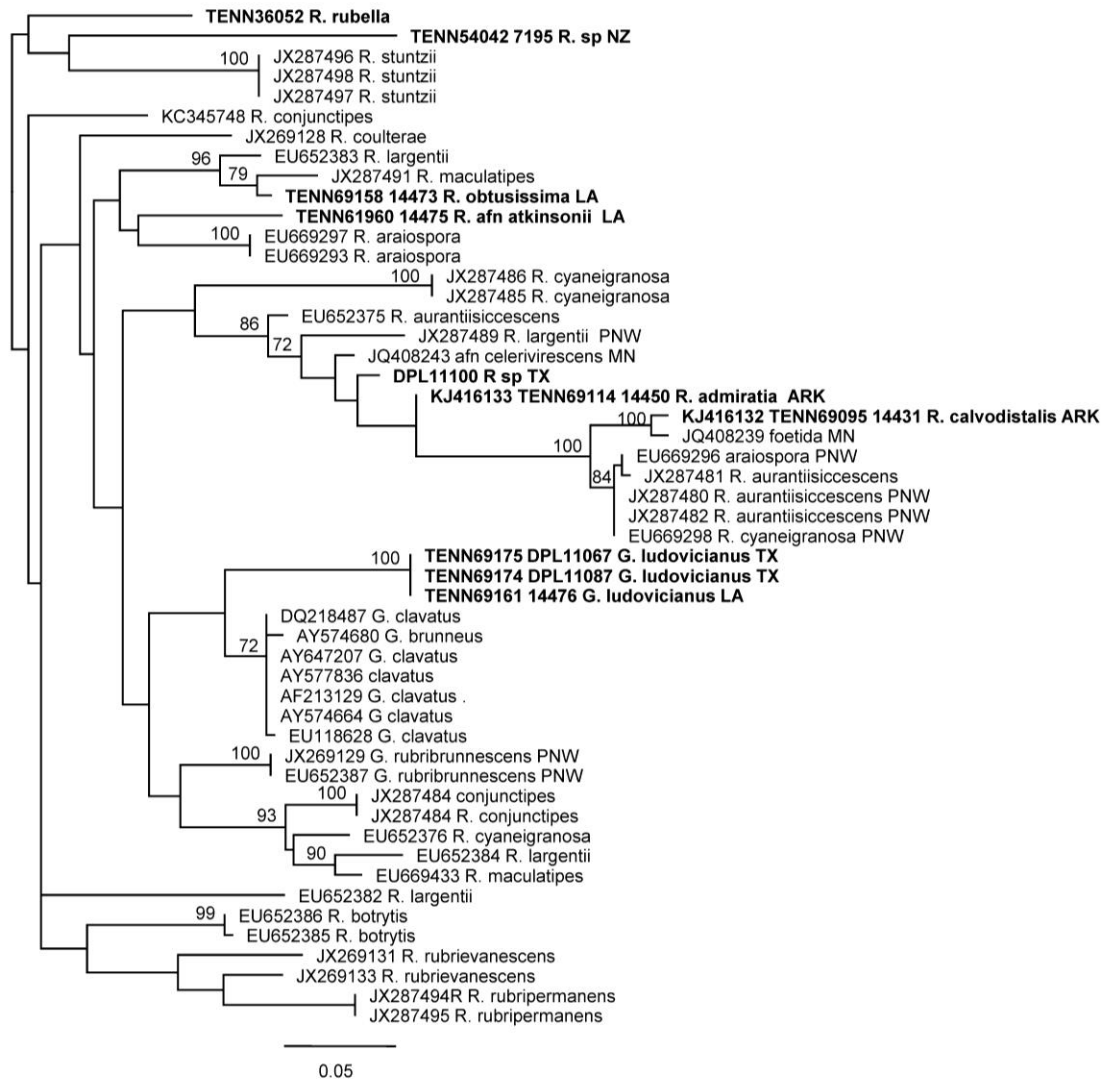 TENN36052 R. rubella
TENN54042 7195 R. sp NZ
100
JX287496 R. stuntzii
JX287498 R. stuntzii
JX287497 R. stuntzii
KC345748 R. conjunctipes
JX269128 R. coulterae
96
EU652383 R. largentii
79
JX287491 R. maculatipes
TENN69158 14473 R. obtusissima LA
TENN61960 14475 R. afn atkinsonii LA
100
EU669297 R. araiospora
EU669293 R. araiospora
100
JX287486 R. cyaneigranosa
JX287485 R. cyaneigranosa
86
EU652375 R. aurantiisiccescens
72
JX287489 R. largentii PNW
JQ408243 afn celerivirescens MN
DPL11100 R sp TX
KJ416133 TENN69114 14450 R. admiratia ARK
100
KJ416132 TENN69095 14431 R. calvodistalis ARK
JQ408239 foetida MN
100
EU669296 araiospora PNW
84
JX287481 R. aurantiisiccescens
JX287480 R. aurantiisiccescens PNW
JX287482 R. aurantiisiccescens PNW
EU669298 R. cyaneigranosa PNW
100
TENN69175 DPL11067 G. ludovicianus TX
TENN69174 DPL11087 G. ludovicianus TX
TENN69161 14476 G. ludovicianus LA
DQ218487 G. clavatus
AY574680 G. brunneus
72
AY647207 G. clavatus
AY577836 clavatus
AF213129 G. clavatus .
AY574664 G clavatus
EU118628 G. clavatus
100
JX269129 G. rubribrunnescens PNW
EU652387 G. rubribrunnescens PNW
100
JX287484 conjunctipes
93
JX287484 R. conjunctipes
EU652376 R. cyaneigranosa
90
EU652384 R. largentii
EU669433 R. maculatipes
EU652382 R. largentii
99
EU652386 R. botrytis
EU652385 R. botrytis
JX269131 R. rubrievanescens
JX269133 R. rubrievanescens
JX287494R R. rubripermanens
JX287495 R. rubripermanens
0.05